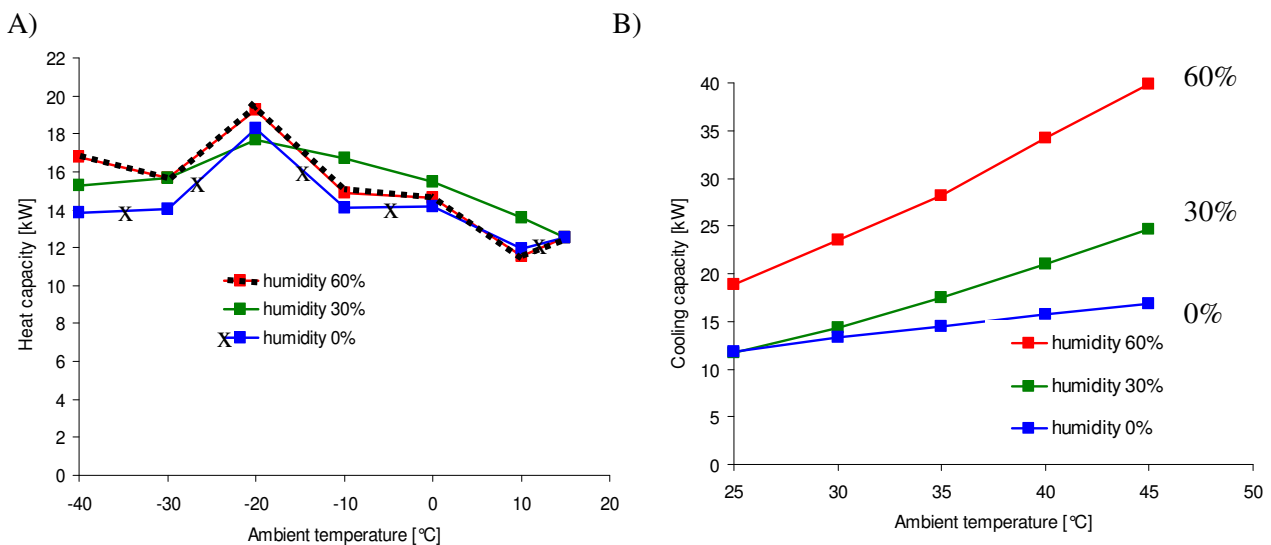 A)
22
20
18
16
14
12
10
8
6
4
2
0
Heat capacity [kW]
X
X
X
X
X
humidity 60%
humidity 30%
X humidity 0%
-40 -30 -20 -10 0 10 20
Ambient temperature [°C]
B)
40
35
30
25
20
15
10
5
0
Cooling capacity [kW]
60%
30%
0%
humidity 60%
humidity 30%
humidity 0%
25 30 35 40 45 50
Ambient temperature [°C]